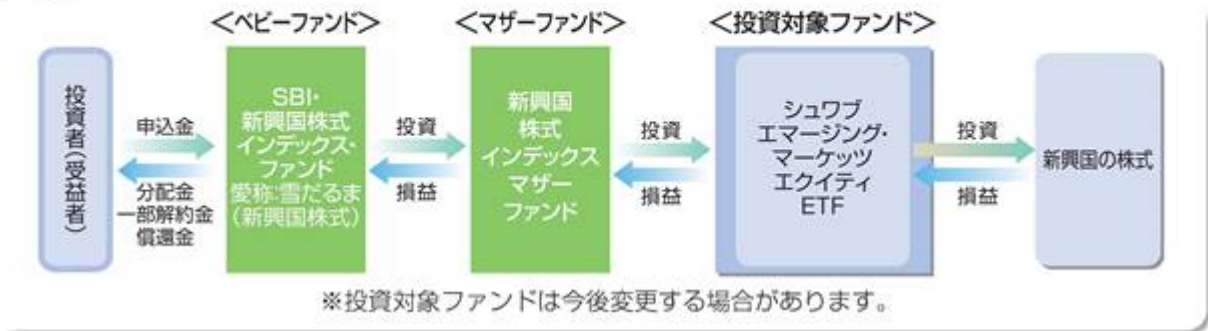 <ベビーファンド>
<マザーファンド>
<投資対象ファンド>
投資者(受益者)
申込金
分配金
一部解約金
償還金
SBI・
新興国株式
インデックス・
ファンド
愛称:雪だるま
(新興国株式)
投資
損益
新興国
株式
インデックス
マザー
ファンド
投資
損益
シュワブ
エマージング・
マーケッツ
エクイティ
ETF
投資
損益
新興国の株式
※投資対象ファンドは今後変更する場合があります。